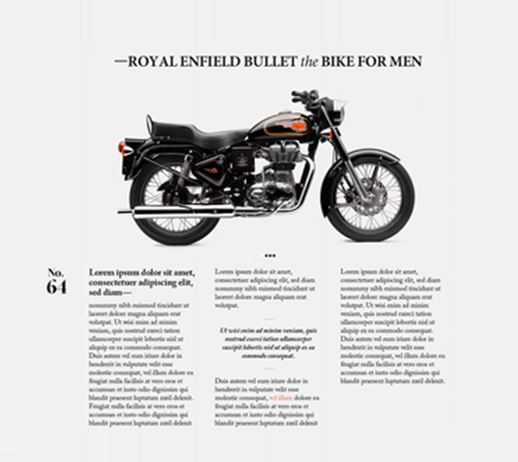 —ROYAL ENFIELD BULLET the BIKE FOR MEN
No.
64
Lorem ipsum dolor sit amet,
consectetuer adipiscing elit,
sed diam—
nonummy nibh euismod tincidunt ut
laoreet dolore magna aliquam erat
volutpat. Ut wisi enim ad minim
veniam, quis nostrud exerci tation
ullamcorper suscipit lobortis nisl ut
aliquip ex ea commodo consequat.
Duis autem vel eum iriure dolor in
hendrerit in vulputate velit esse
molestie consequat, vel illum dolore eu
feugiat nulla facilisis at vero eros et
accumsan et iusto odio dignissim qui
blandit praesent luptatum zzril delenit.
Feugiat nulla facilisis at vero eros et
accumsan et iusto odio dignissim qui
blandit praesent luptatum zzril delenit
Lorem ipsum dolor sit amet,
consectetuer adipiscing elit, sed diam
nonummy nibh euismod tincidunt ut
laoreet dolore magna aliquam erat
volutpat.
Ut wisi enim ad minim veniam, quis
nostrud exerci tation ullamcorper
suscipit lobortis nisl ut aliquip ex ea
commodo consequat.
Duis autem vel eum iriure dolor in
hendrerit in vulputate velit esse
molestie consequat, vel illum dolore eu
feugiat nulla facilisis at vero eros et
accumsan et iusto odio dignissim qui
blandit praesent luptatum zzril delenit
Lorem ipsum dolor sit amet,
consectetuer adipiscing elit, sed diam
nonummy nibh euismod tincidunt ut
laoreet dolore magna aliquam erat
volutpat. Ut wisi enim ad minim
veniam, quis nostrud exerci tation
ullamcorper suscipit lobortis nisl ut
aliquip ex ea commodo consequat.
Duis autem vel eum iriure dolor in
hendrerit in vulputate velit esse
molestie consequat, vel illum dolore eu
feugiat nulla facilisis at vero eros et
accumsan et iusto odio dignissim qui
blandit praesent luptatum zzril delenit.